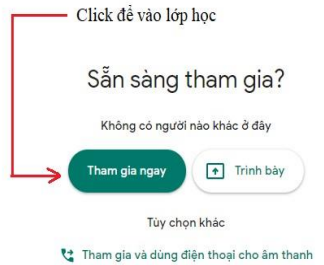 Click để vào lớp học
Sẵn sàng tham gia?
Không có người nào khác ở đây
Tham gia ngay
Trình bày
Tùy chọn khác
Tham gia và dùng điện thoại cho âm thanh